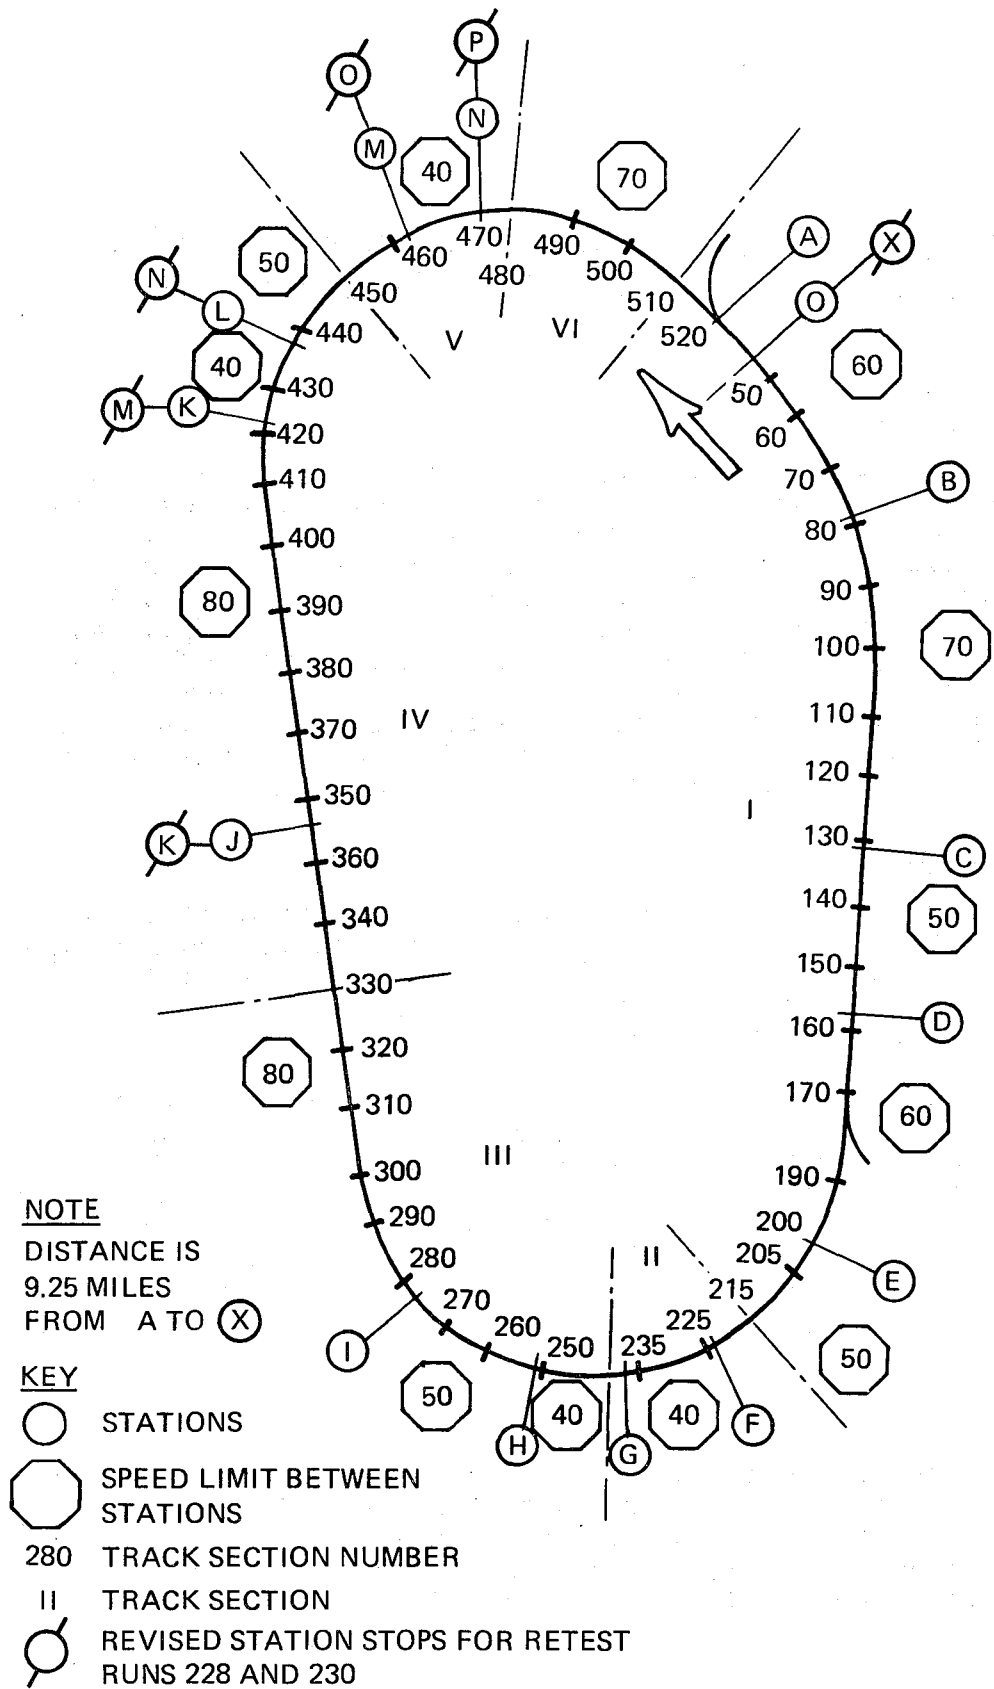 P
O
N
M
40
70
A
X
50
470
490
460
500
480
N
450
510
O
L
440
V
VI
520
60
40
430
50
M
K
420
60
410
70
B
400
80
80
390
90
380
100
70
370
IV
110
350
120
I
K
J
130
360
C
140
50
340
150
330
160
D
320
80
170
310
60
III
300
190
NOTE
290
200
DISTANCE IS
280
II
205
E
9.25 MILES
270
215
FROM A TO X
260
225
250
235
I
50
KEY
50
40
40
F
STATIONS
H
G
SPEED LIMIT BETWEEN
STATIONS
280 TRACK SECTION NUMBER
II TRACK SECTION
REVISED STATION STOPS FOR RETEST
RUNS 228 AND 230